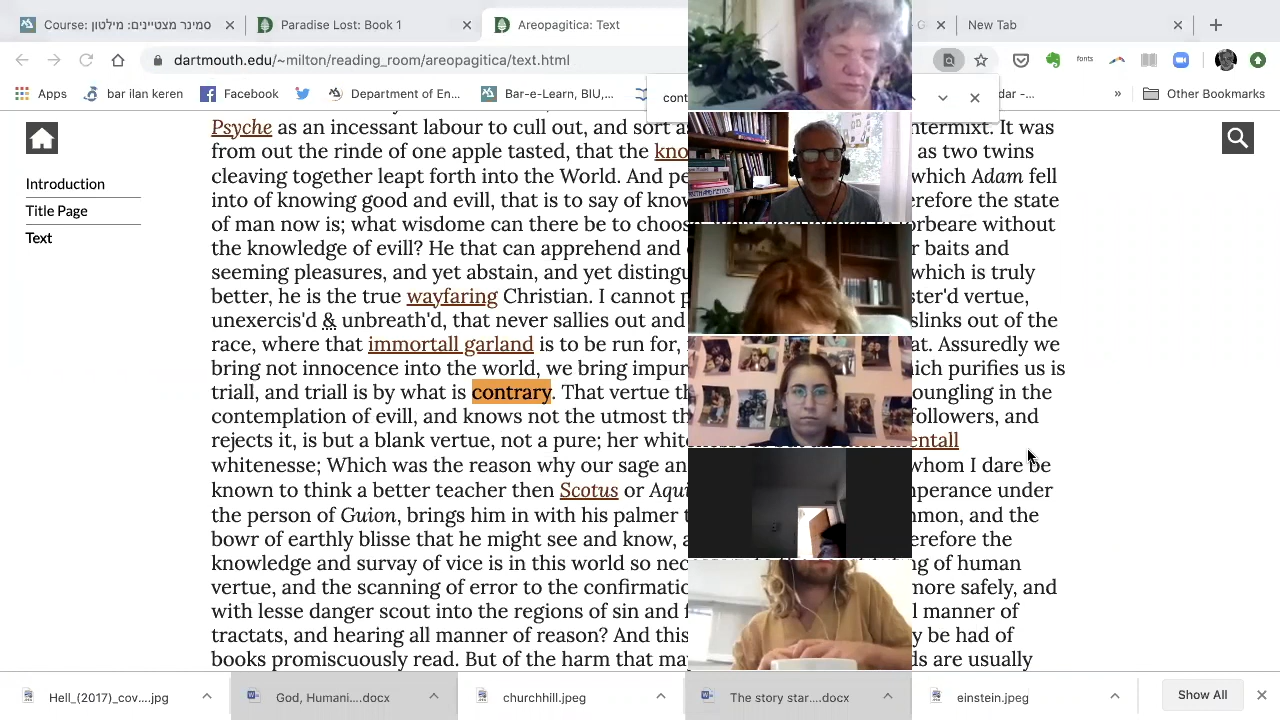 Course: סמינר מצטיינים: מילטון
Paradise Lost: Book 1
Areopagitica: Text
New Tab
dartmouth.edu/~milton/reading_room/areopagitica/text.html
fonts
Apps
bar ilan keren
Facebook
Department of En...
Bar-e-Learn, BIU,...
cont
dar -...
»
Other Bookmarks
Introduction
Title Page
Text
Psyche as an incessant labour to cull out, and sort as ntermixt. It was
from out the rinde of one apple tasted, that the kno as two twins
cleaving together leapt forth into the World. And pe which Adam fell
into of knowing good and evill, that is to say of know erefore the state
of man now is; what wisdome can there be to choos orbeare without
the knowledge of evill? He that can apprehend and r baits and
seeming pleasures, and yet abstain, and yet distingu which is truly
better, he is the true wayfaring Christian. I cannot p ster'd vertue,
unexercis'd & unbreath'd, that never sallies out and slinks out of the
race, where that immortall garland is to be run for, at. Assuredly we
bring not innocence into the world, we bring impur ich purifies us is
triall, and triall is by what is contrary. That vertue th oungling in the
contemplation of evill, and knows not the utmost th followers, and
rejects it, is but a blank vertue, not a pure; her white entall
whitenesse; Which was the reason why our sage an whom I dare be
known to think a better teacher then Scotus or Aqui mperance under
the person of Guion, brings him in with his palmer t mmon, and the
bowr of earthly blisse that he might see and know, a erefore the
knowledge and survay of vice is in this world so nec ng of human
vertue, and the scanning of error to the confirmatio more safely, and
with lesse danger scout into the regions of sin and f l manner of
tractats, and hearing all manner of reason? And this y be had of
books promiscuously read. But of the harm that ma ds are usually
Hell_(2017)_cov....jpg
God, Humani....docx
churchhill.jpeg
The story star....docx
einstein.jpeg
Show All